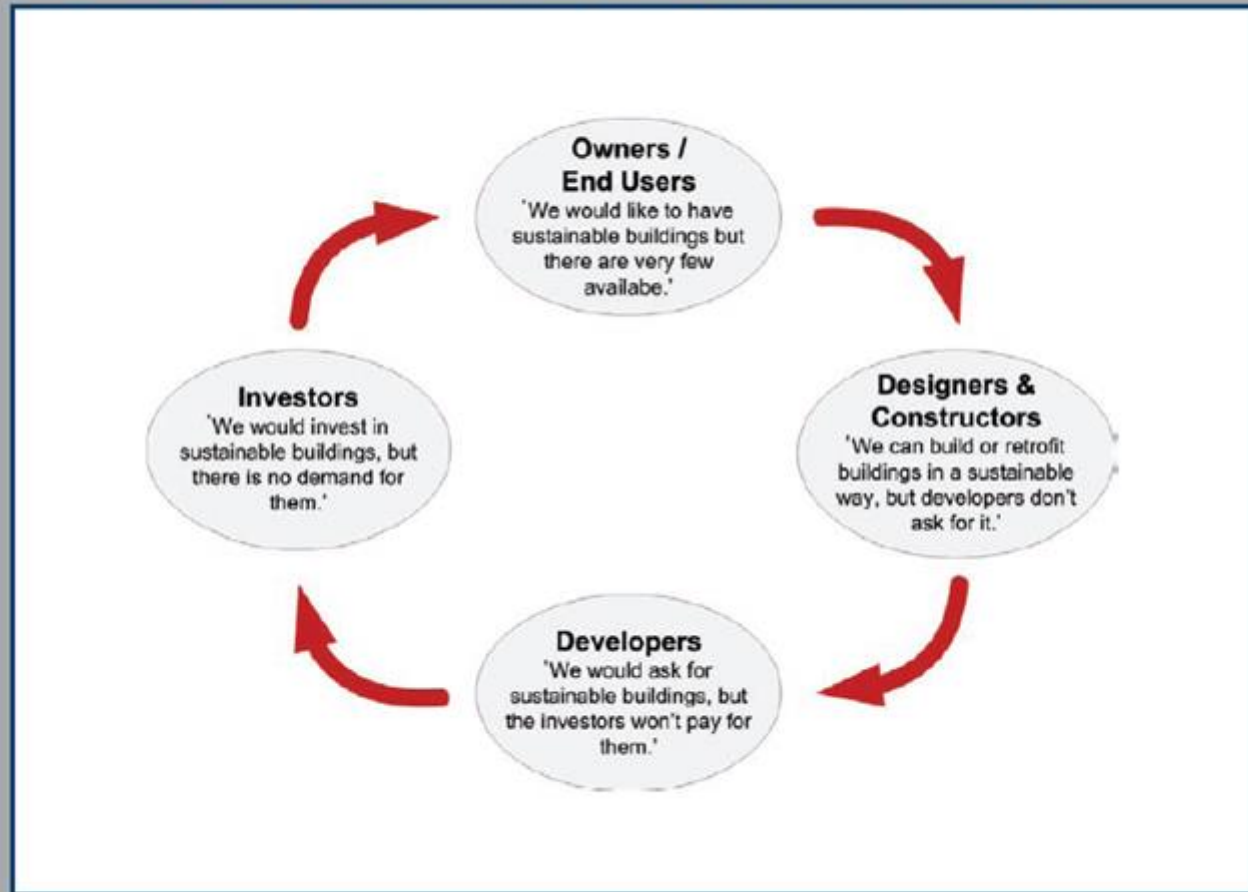 Owners /
End Users
'We would like to have
sustainable buildings but
there are very few
availabe.'
Designers &
Constructors
'We can build or retrofit
buildings in a sustainable
way, but developers don't
ask for it.'
Developers
'We would ask for
sustainable buildings, but
the investors won't pay for
them.'
Investors
'We would invest in
sustainable buildings, but
there is no demand for
them.'